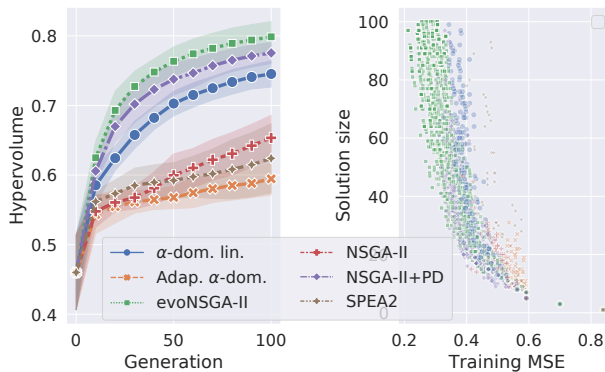 0.8
0.7
0.6
0.5
0.4
Hypervolume
0
50
100
Generation
100
80
60
40
20
0
Solution size
0.2
0.4
0.6
0.8
Training MSE
α-dom. lin.
Adap. α-dom.
evoNSGA-II
NSGA-II
NSGA-II+PD
SPEA2